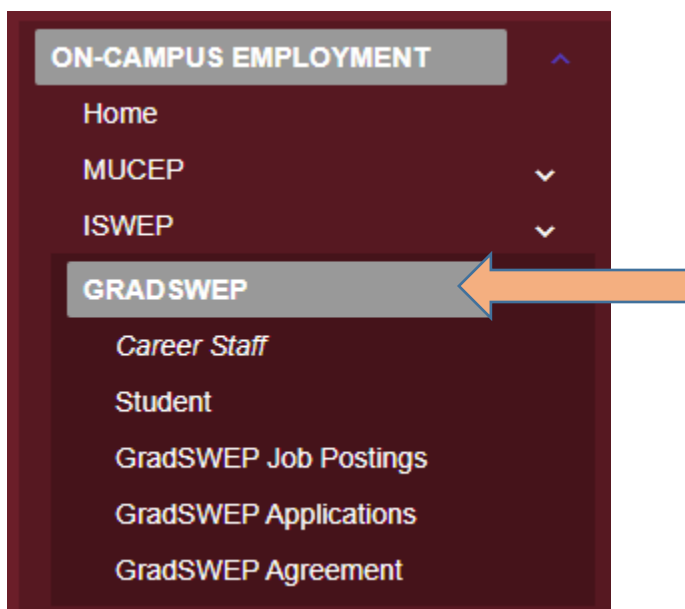 ON-CAMPUS EMPLOYMENT
Home
MUCEP
ISWEP
GRADSWEP
Career Staff
Student
GradSWEP Job Postings
GradSWEP Applications
GradSWEP Agreement